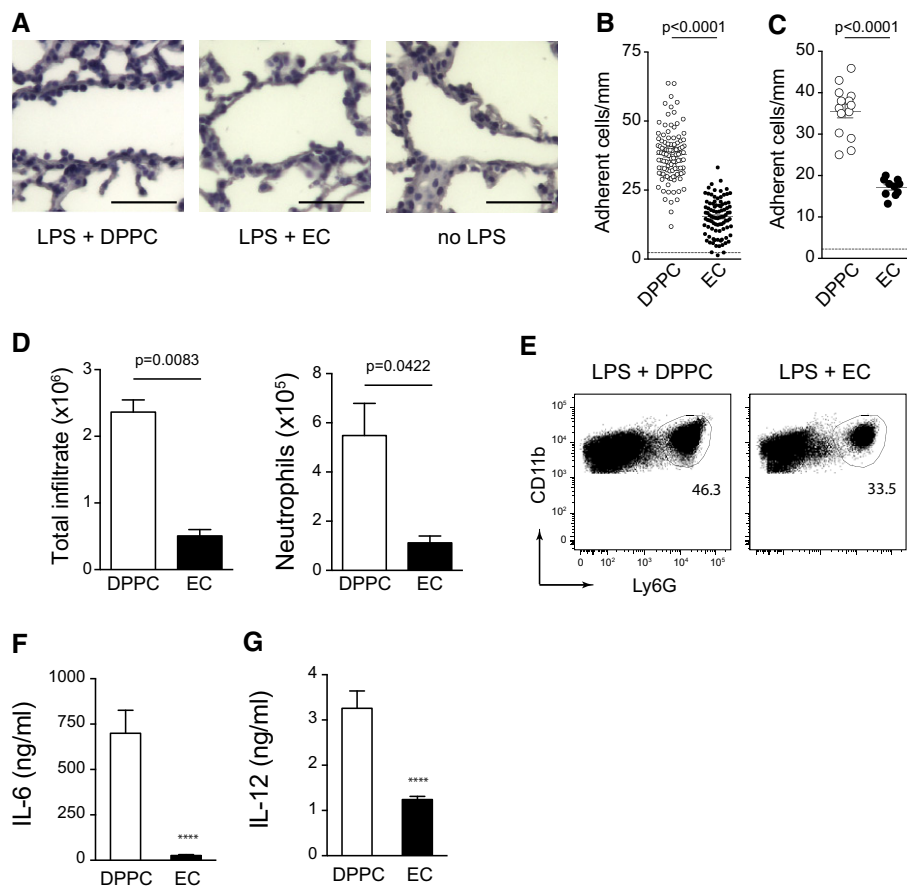 A
LPS + DPPC
LPS + EC
no LPS
B
p<0.0001
Adherent cells/mm
75
50
25
0
DPPC
EC
C
p<0.0001
Adherent cells/mm
50
40
30
20
10
0
DPPC
EC
D
p=0.0083
Total infiltrate (x10⁶)
3
2
1
0
DPPC
EC
p=0.0422
Neutrophils (x10⁵)
8
6
4
2
0
DPPC
EC
E
LPS + DPPC
LPS + EC
CD11b
10⁵
10⁴
10³
10²
0
46.3
33.5
0
10²
10³
10⁴
10⁵
Ly6G
F
IL-6 (ng/ml)
1000
750
500
250
0
****
DPPC
EC
G
IL-12 (ng/ml)
4
3
2
1
0
****
DPPC
EC